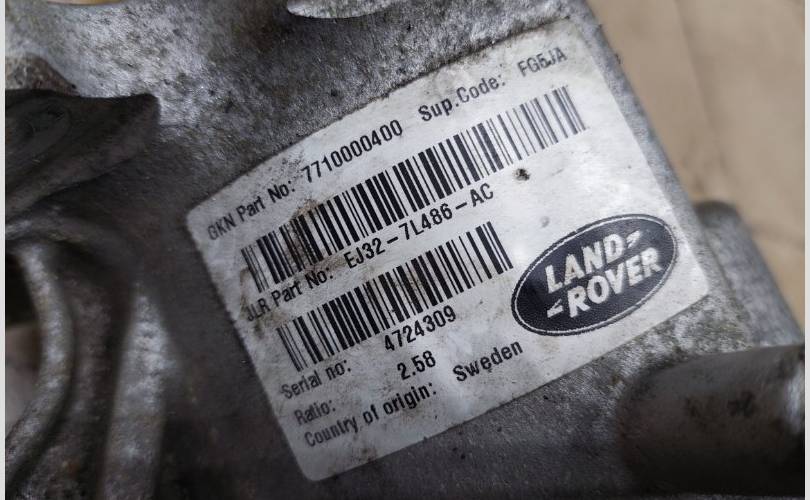 GKN Part No: 7710000400 Sup.Code: FG5JA
JLR Part No: EJ32-7L486-AC
Serial no: 4724309
Ratio: 2.58
Country of origin: Sweden
LAND-
-ROVER